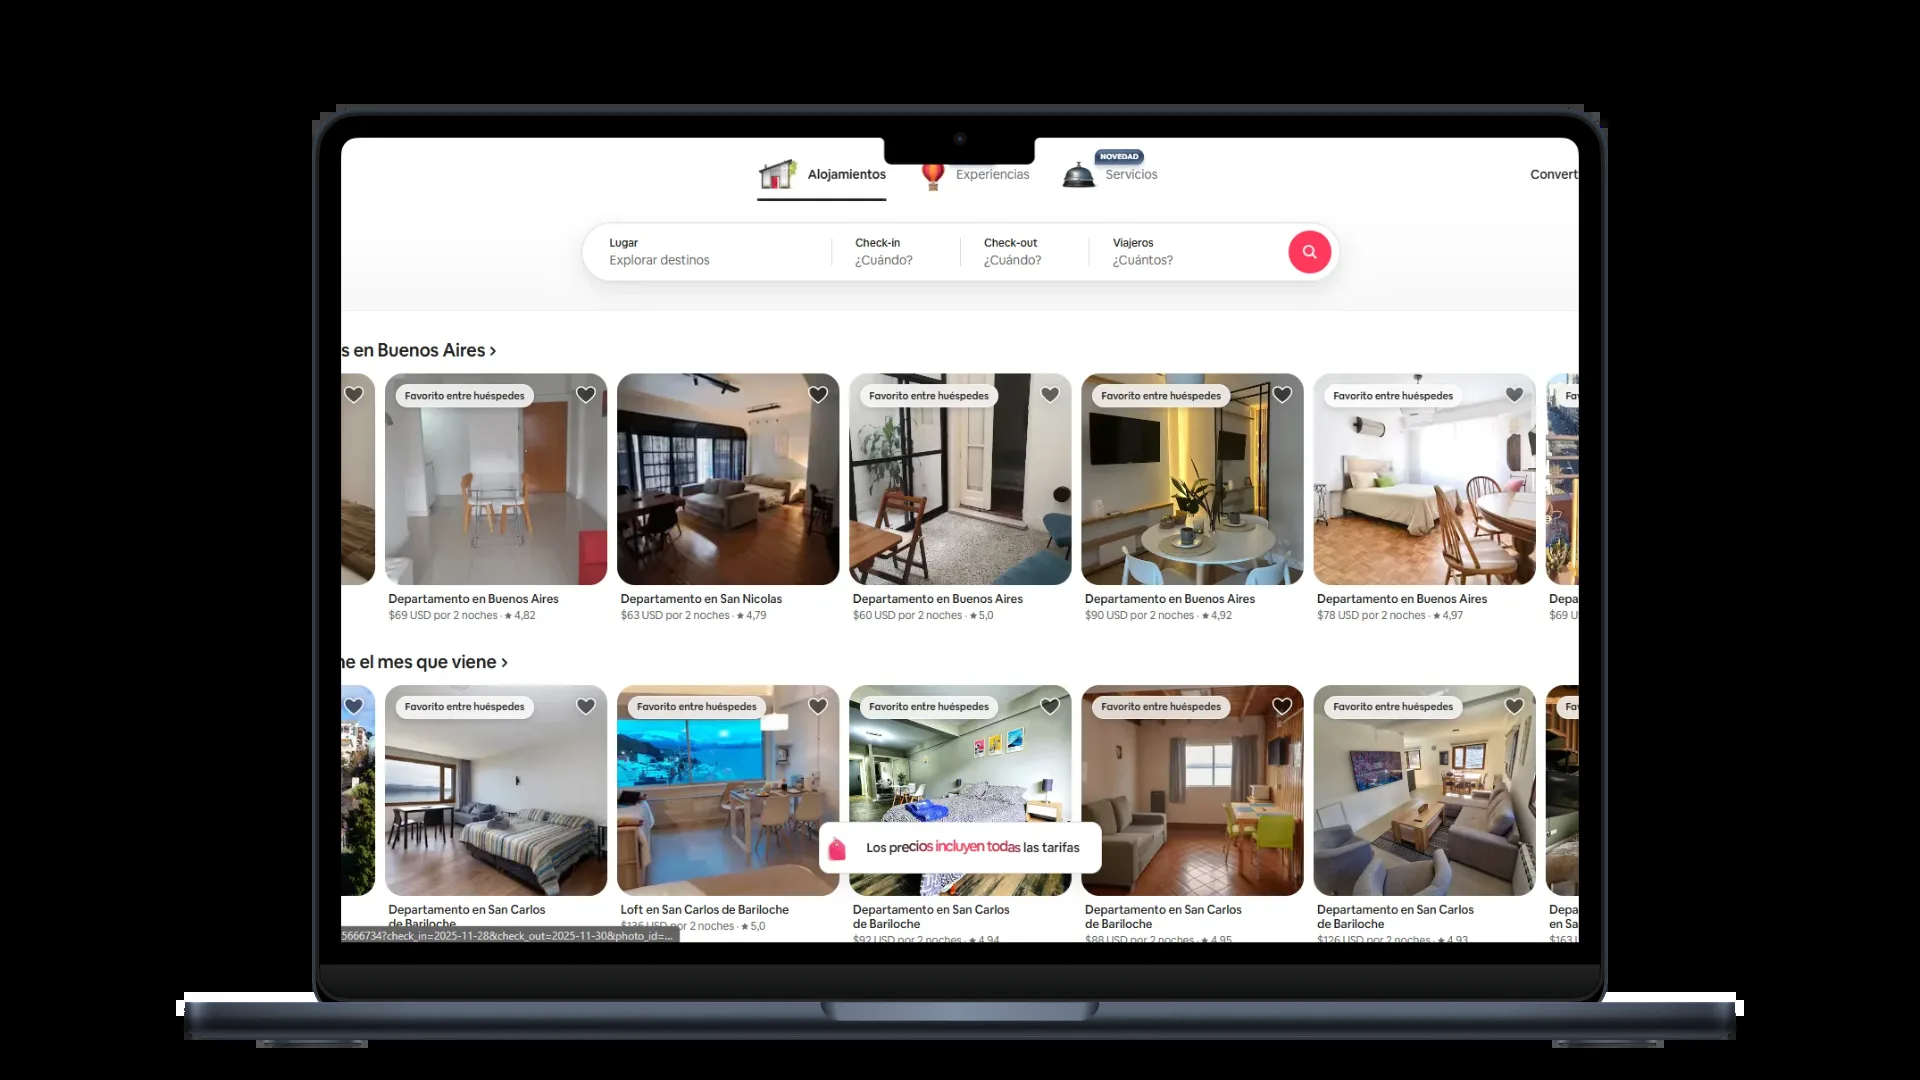 NOVEDAD
Alojamientos
Experiencias
Servicios
Convert
Lugar
Explorar destinos
Check-in
¿Cuándo?
Check-out
¿Cuándo?
Viajeros
¿Cuántos?
s en Buenos Aires ›
Favorito entre huéspedes
Favorito entre huéspedes
Favorito entre huéspedes
Favorito entre huéspedes
Fav
Departamento en Buenos Aires
$69 USD por 2 noches · ★ 4,82
Departamento en San Nicolas
$63 USD por 2 noches · ★ 4,79
Departamento en Buenos Aires
$60 USD por 2 noches · ★ 5,0
Departamento en Buenos Aires
$90 USD por 2 noches · ★ 4,92
Departamento en Buenos Aires
$78 USD por 2 noches · ★ 4,97
Depa
$69 U
ne el mes que viene ›
Favorito entre huéspedes
Favorito entre huéspedes
Favorito entre huéspedes
Favorito entre huéspedes
Favorito entre huéspedes
Fav
Los precios incluyen todas las tarifas
Departamento en San Carlos
de Bariloche
Loft en San Carlos de Bariloche
por 2 noches · ★ 5,0
Departamento en San Carlos
de Bariloche
$92 USD por 2 noches · ★ 4,94
Departamento en San Carlos
de Bariloche
$88 USD por 2 noches · ★ 4,95
Departamento en San Carlos
de Bariloche
$126 USD por 2 noches · ★ 4,93
Depa
en Sa
$163 U
5666734?check_in=2025-11-28&check_out=2025-11-30&photo_id=...